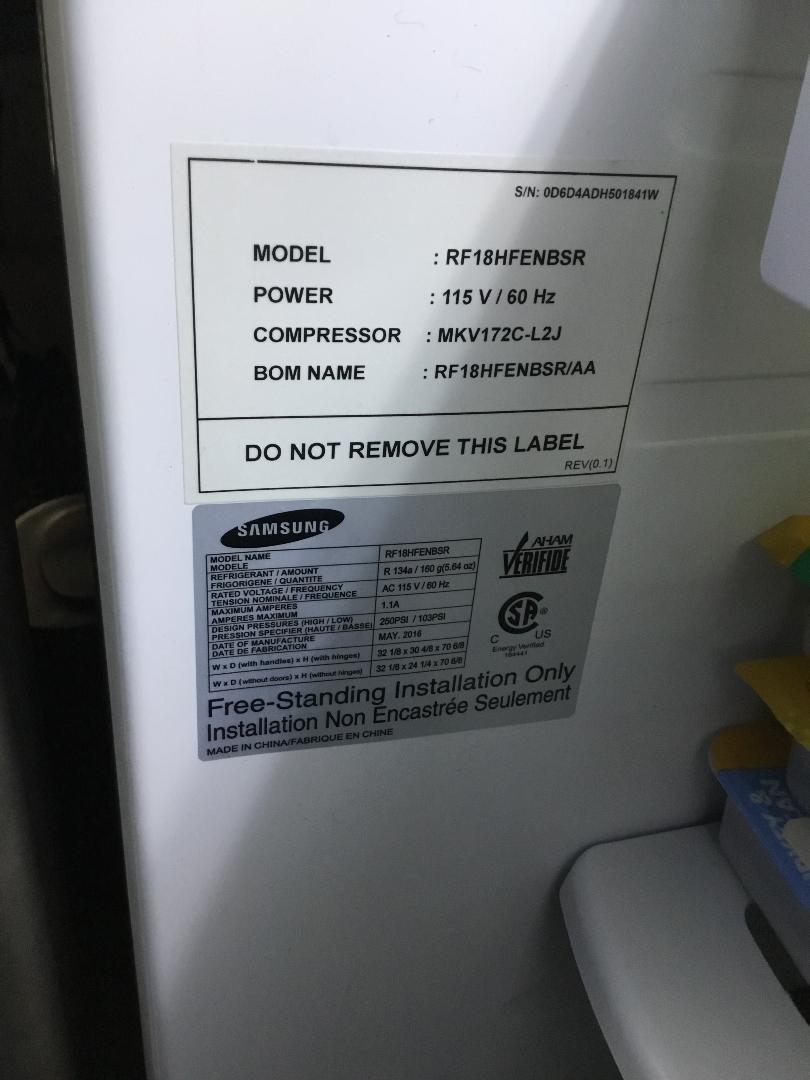 S/N: 0D6D4ADH501841W
MODEL : RF18HFENBSR
POWER : 115 V / 60 Hz
COMPRESSOR : MKV172C-L2J
BOM NAME : RF18HFENBSR/AA
DO NOT REMOVE THIS LABEL
REV(0.1)
SAMSUNG
MODEL NAME
MODELE
RF18HFENBSR
REFRIGERANT / AMOUNT
FRIGORIGENE / QUANTITE
R 134a / 160 g(5.64 oz)
RATED VOLTAGE / FREQUENCY
TENSION NOMINALE / FREQUENCE
AC 115 V / 60 Hz
MAXIMUM AMPERES
AMPERES MAXIMUM
1.1A
DESIGN PRESSURES (HIGH / LOW)
PRESSION SPECIFIER (HAUTE / BASSE)
250PSI / 103PSI
DATE OF MANUFACTURE
DATE DE FABRICATION
MAY. 2016
W x D (with handles) x H (with hinges)
32 1/8 x 30 4/8 x 70 6/8
W x D (without doors) x H (without hinges)
32 1/8 x 24 1/4 x 70 6/8
AHAM
VERIFIDE
SA ®
C US
Energy Verified
Free-Standing Installation Only
Installation Non Encastrée Seulement
MADE IN CHINA/FABRIQUE EN CHINE